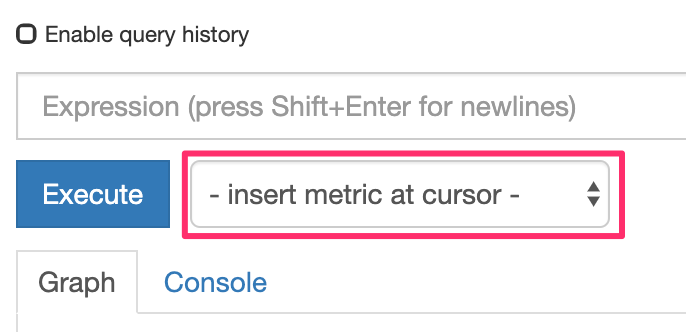 Enable query history
Expression (press Shift+Enter for newlines)
Execute
- insert metric at cursor -
Graph
Console